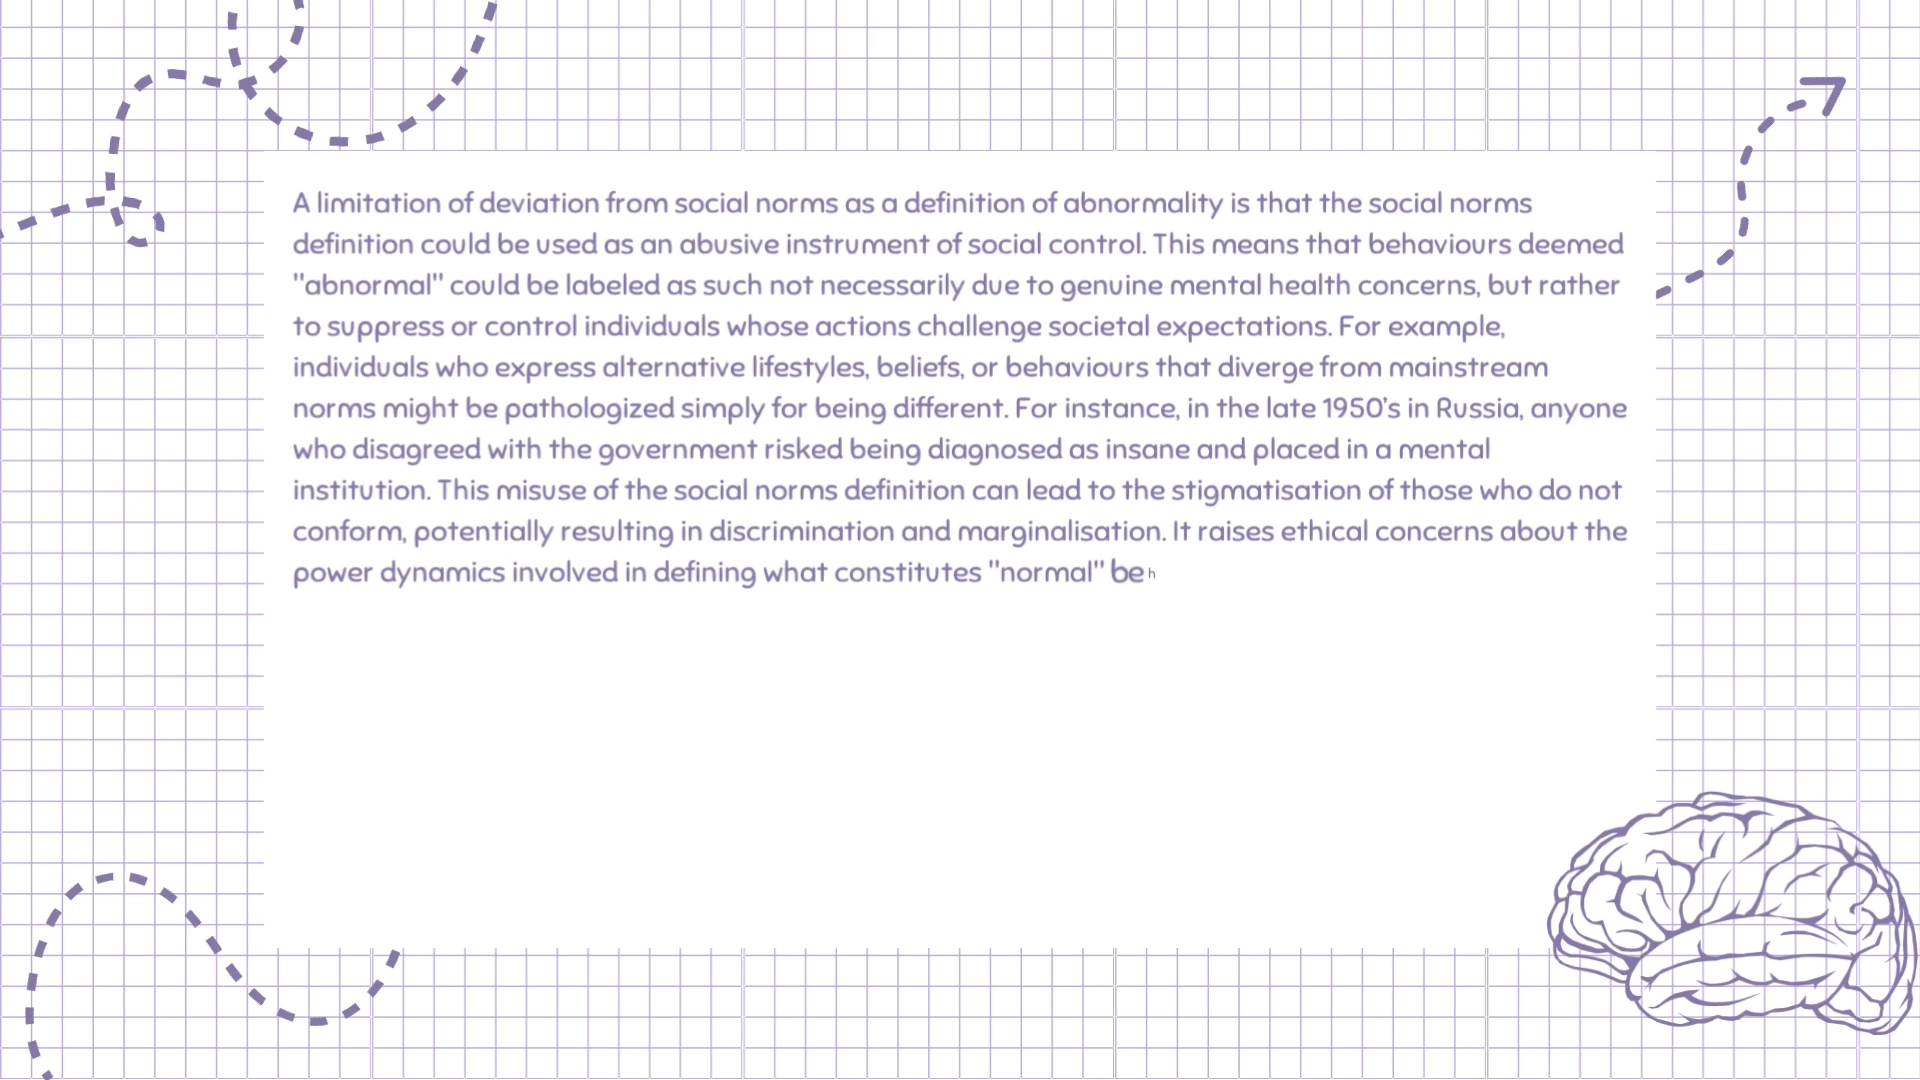 A limitation of deviation from social norms as a definition of abnormality is that the social norms
definition could be used as an abusive instrument of social control. This means that behaviours deemed
"abnormal" could be labeled as such not necessarily due to genuine mental health concerns, but rather
to suppress or control individuals whose actions challenge societal expectations. For example,
individuals who express alternative lifestyles, beliefs, or behaviours that diverge from mainstream
norms might be pathologized simply for being different. For instance, in the late 1950's in Russia, anyone
who disagreed with the government risked being diagnosed as insane and placed in a mental
institution. This misuse of the social norms definition can lead to the stigmatisation of those who do not
conform, potentially resulting in discrimination and marginalisation. It raises ethical concerns about the
power dynamics involved in defining what constitutes "normal" beh